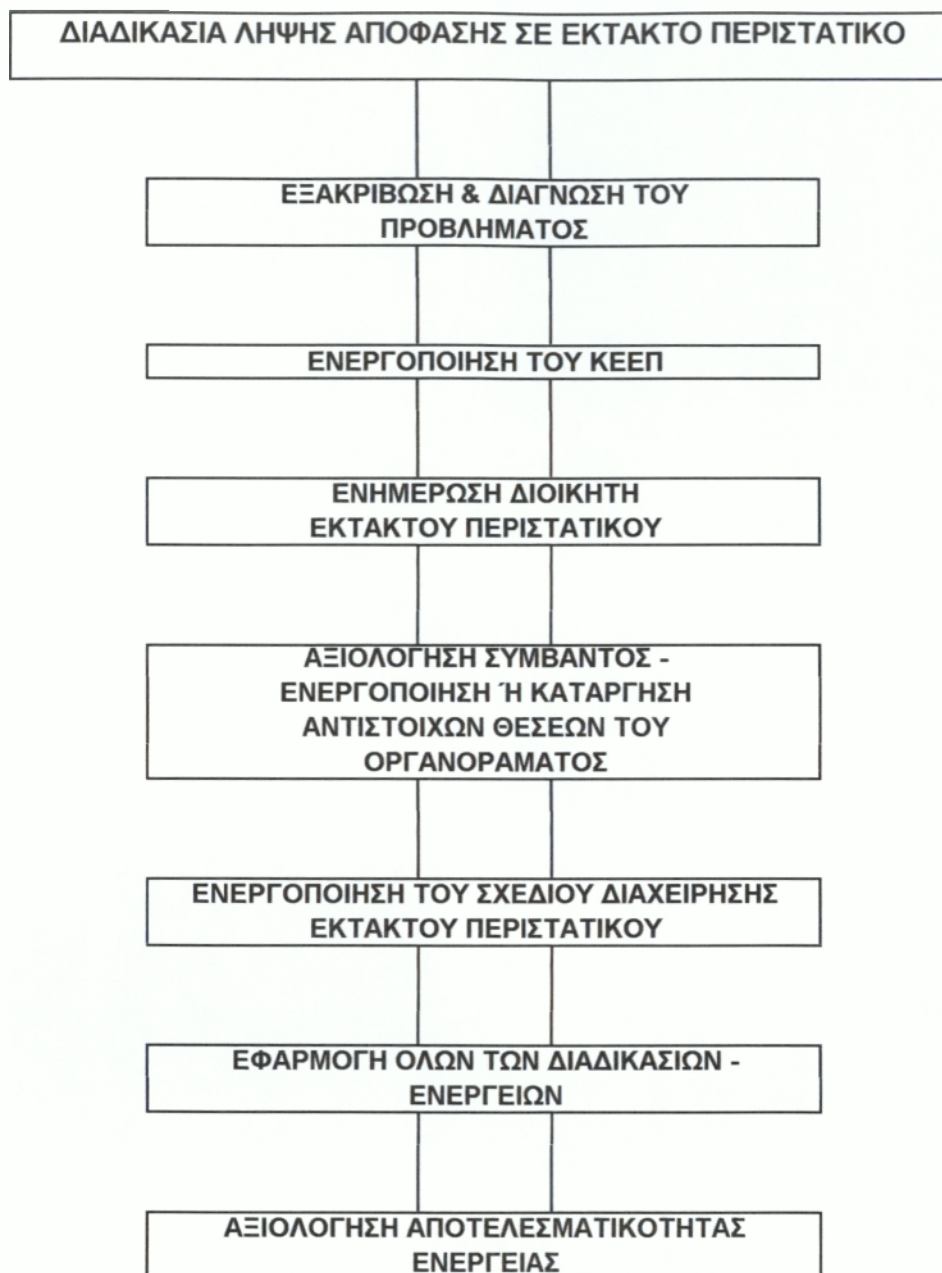 ΔΙΑΔΙΚΑΣΙΑ ΛΗΨΗΣ ΑΠΟΦΑΣΗΣ ΣΕ ΕΚΤΑΚΤΟ ΠΕΡΙΣΤΑΤΙΚΟ
ΕΞΑΚΡΙΒΩΣΗ & ΔΙΑΓΝΩΣΗ ΤΟΥ
ΠΡΟΒΛΗΜΑΤΟΣ
ΕΝΕΡΓΟΠΟΙΗΣΗ ΤΟΥ ΚΕΕΠ
ΕΝΗΜΕΡΩΣΗ ΔΙΟΙΚΗΤΗ
ΕΚΤΑΚΤΟΥ ΠΕΡΙΣΤΑΤΙΚΟΥ
ΑΞΙΟΛΟΓΗΣΗ ΣΥΜΒΑΝΤΟΣ -
ΕΝΕΡΓΟΠΟΙΗΣΗ Ή ΚΑΤΑΡΓΗΣΗ
ΑΝΤΙΣΤΟΙΧΩΝ ΘΕΣΕΩΝ ΤΟΥ
ΟΡΓΑΝΟΡΑΜΑΤΟΣ
ΕΝΕΡΓΟΠΟΙΗΣΗ ΤΟΥ ΣΧΕΔΙΟΥ ΔΙΑΧΕΙΡΗΣΗΣ
ΕΚΤΑΚΤΟΥ ΠΕΡΙΣΤΑΤΙΚΟΥ
ΕΦΑΡΜΟΓΗ ΟΛΩΝ ΤΩΝ ΔΙΑΔΙΚΑΣΙΩΝ -
ΕΝΕΡΓΕΙΩΝ
ΑΞΙΟΛΟΓΗΣΗ ΑΠΟΤΕΛΕΣΜΑΤΙΚΟΤΗΤΑΣ
ΕΝΕΡΓΕΙΑΣ